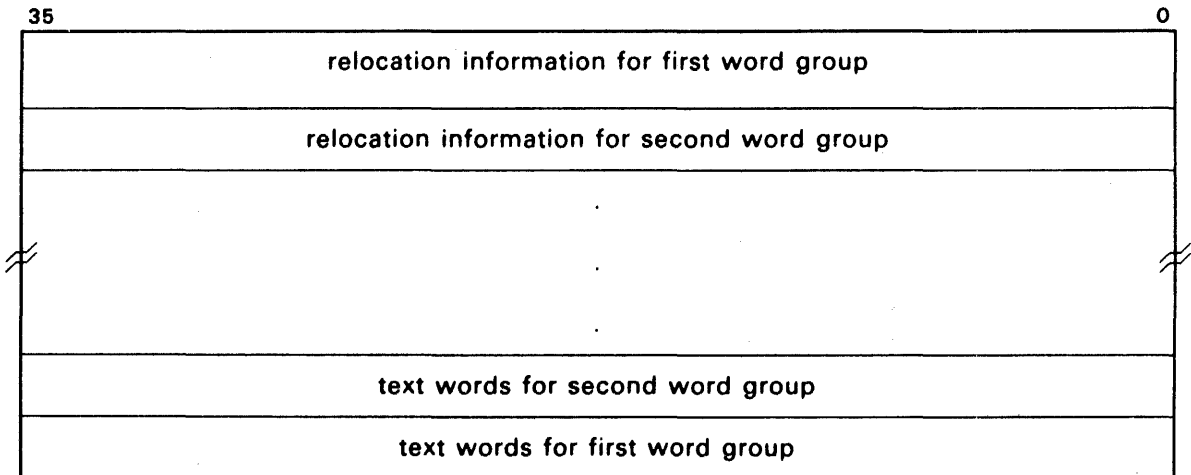 35 0
relocation information for first word group
relocation information for second word group
.
.
.
text words for second word group
text words for first word group